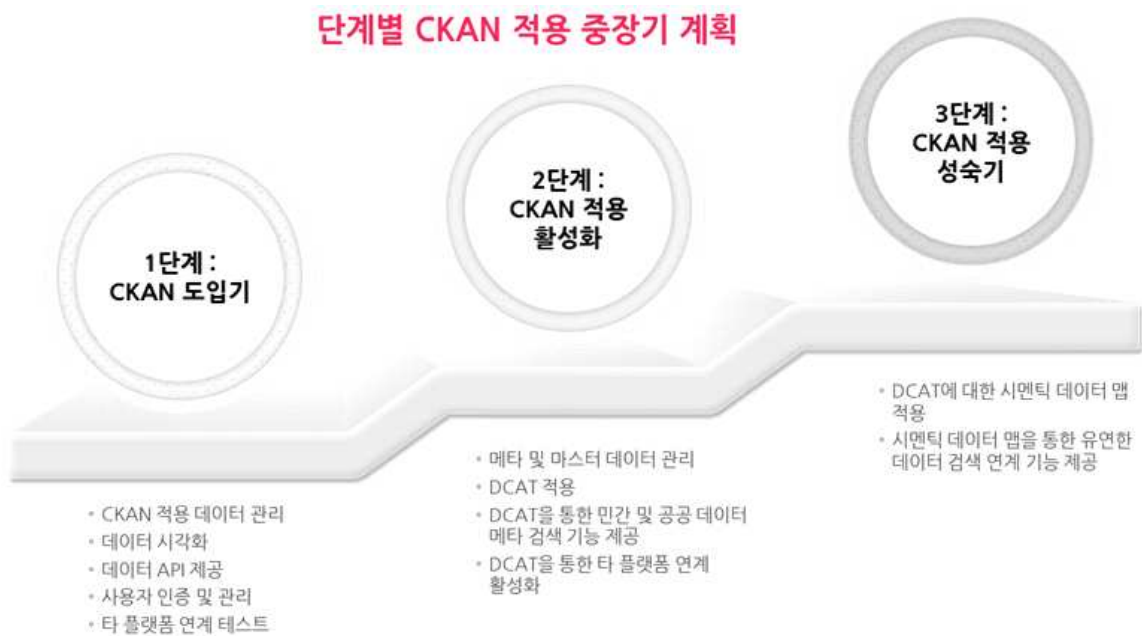 단계별 CKAN 적용 중장기 계획
1단계 :
CKAN 도입기
2단계 :
CKAN 적용
활성화
3단계 :
CKAN 적용
성숙기
• CKAN 적용 데이터 관리
• 데이터 시각화
• 데이터 API 제공
• 사용자 인증 및 관리
• 타 플랫폼 연계 테스트
• 메타 및 마스터 데이터 관리
• DCAT 적용
• DCAT을 통한 민간 및 공공 데이터
메타 검색 기능 제공
• DCAT을 통한 타 플랫폼 연계
활성화
• DCAT에 대한 시멘틱 데이터 맵
적용
• 시멘틱 데이터 맵을 통한 유연한
데이터 검색 연계 기능 제공